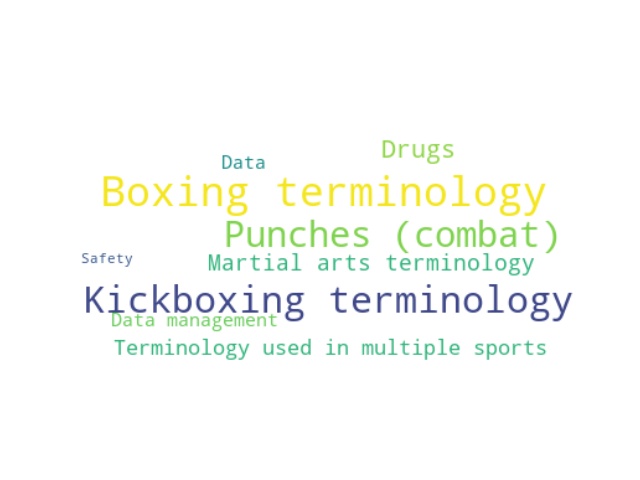 Drugs
Data
Boxing terminology
Punches (combat)
Safety
Martial arts terminology
Kickboxing terminology
Data management
Terminology used in multiple sports